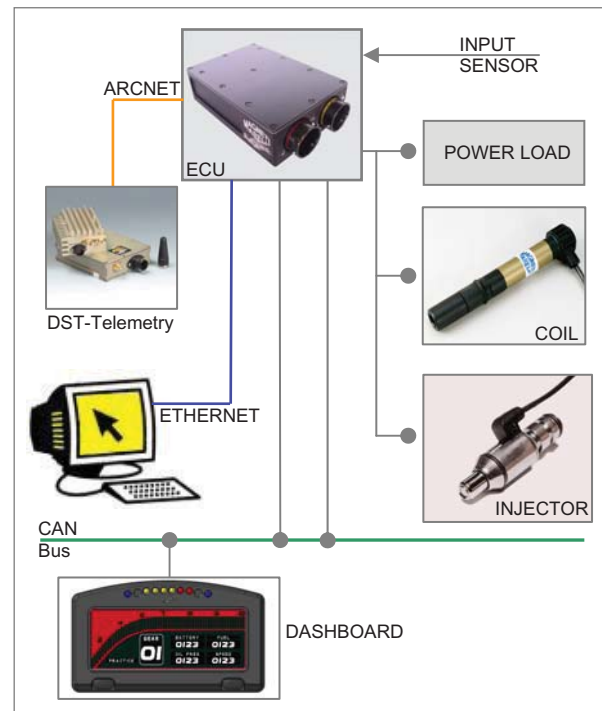 INPUT
SENSOR
ARCNET
ECU
POWER LOAD
DST-Telemetry
COIL
ETHERNET
INJECTOR
CAN
Bus
DASHBOARD
GEAR
01
PRACTICE
BATTERY
0123
FUEL
0123
OIL PRES
0123
SPEED
0123